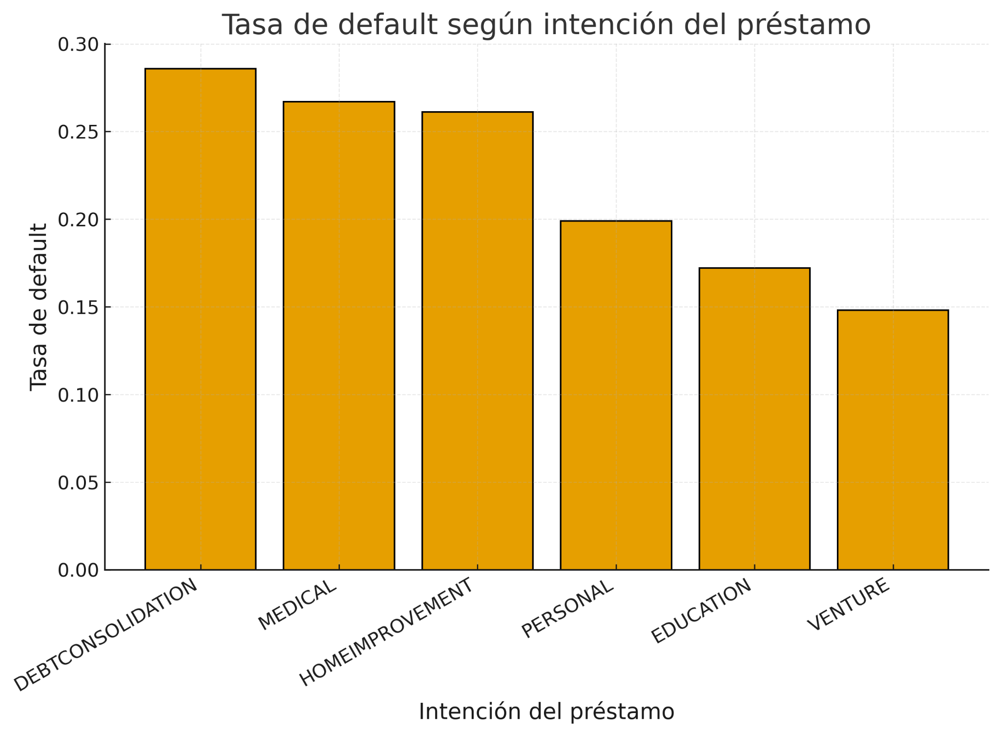 Tasa de default según intención del préstamo
Tasa de default
0.30
0.25
0.20
0.15
0.10
0.05
0.00
DEBTCONSOLIDATION
MEDICAL
HOMEIMPROVEMENT
PERSONAL
EDUCATION
VENTURE
Intención del préstamo